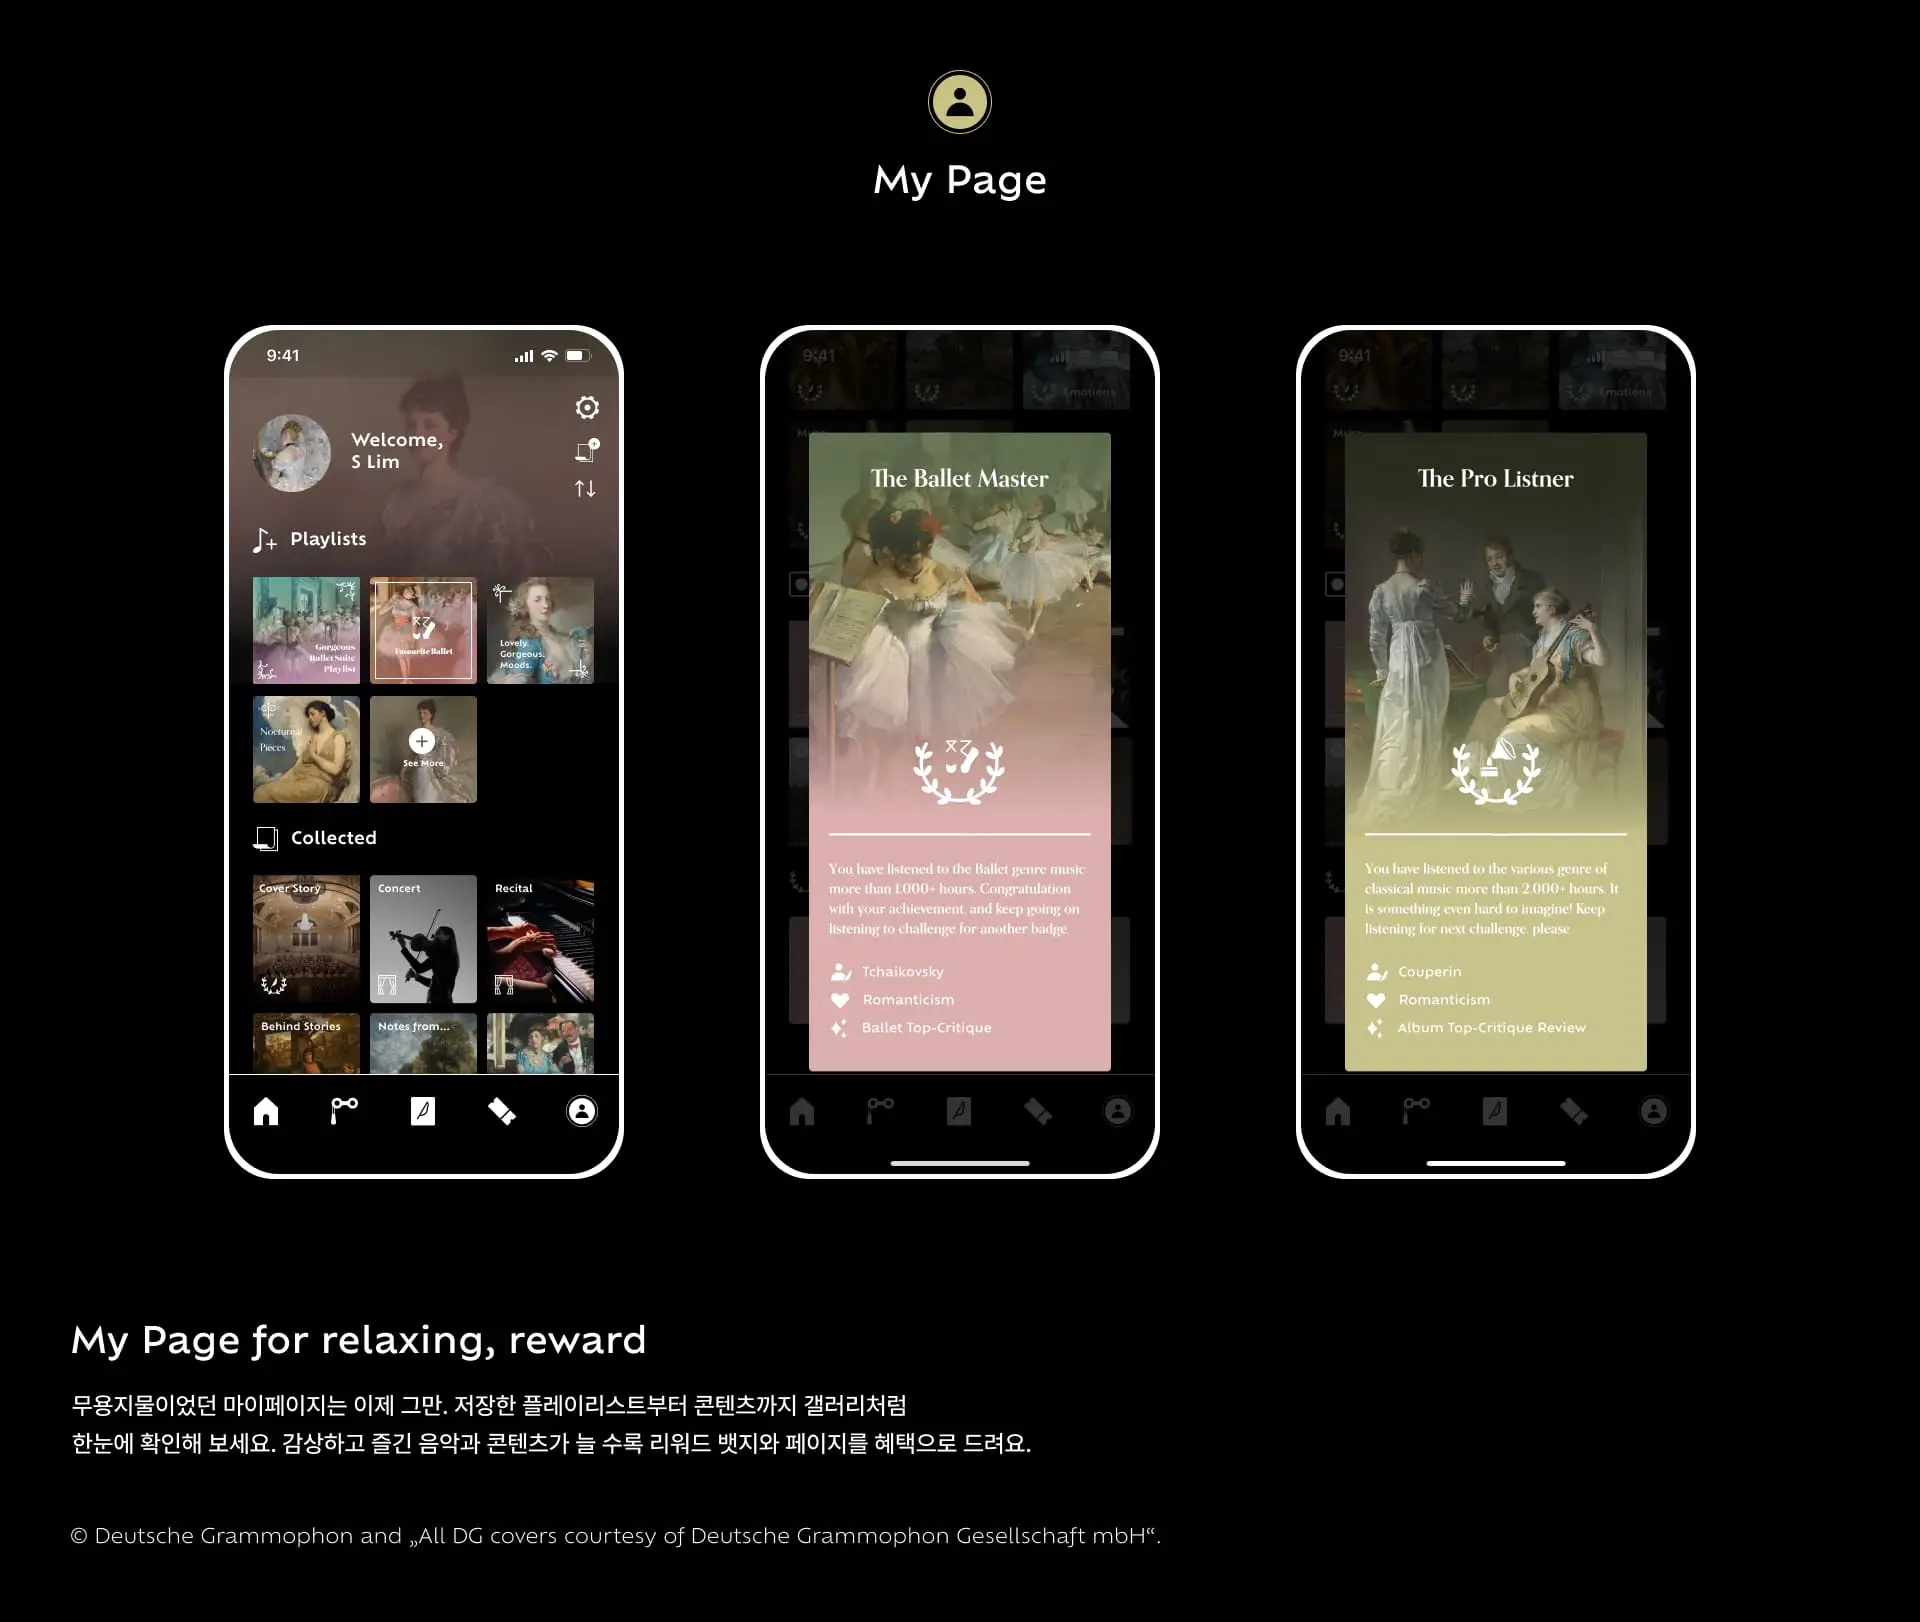 My Page
9:41
Welcome,
S Lim
Playlists
Gorgeous
Ballet Suite
Playlist
Favourite Ballet
Lovely.
Gorgeous.
Moods.
Nocturnal
Pieces
See More
Collected
Cover Story
Concert
Recital
Behind Stories
Notes from...
9:41
Emotions
The Ballet Master
You have listened to the Ballet genre music
more than 1,000+ hours. Congratulation
with your achievement, and keep going on
listening to challenge for another badge.
Tchaikovsky
Romanticism
Ballet Top-Critique
9:41
Emotions
The Pro Listner
You have listened to the various genre of
classical music more than 2,000+ hours. It
is something even hard to imagine! Keep
listening for next challenge, please.
Couperin
Romanticism
Album Top-Critique Review
My Page for relaxing, reward
무용지물이었던 마이페이지는 이제 그만. 저장한 플레이리스트부터 콘텐츠까지 갤러리처럼
한눈에 확인해 보세요. 감상하고 즐긴 음악과 콘텐츠가 늘 수록 리워드 뱃지와 페이지를 혜택으로 드려요.
© Deutsche Grammophon and „All DG covers courtesy of Deutsche Grammophon Gesellschaft mbH“.